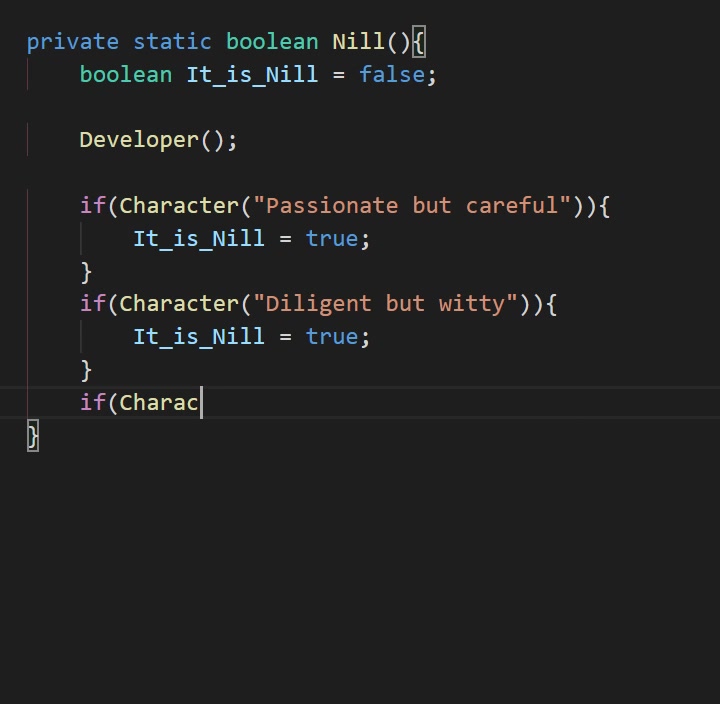 private static boolean Nill(){
    boolean It_is_Nill = false;
    Developer();
    if(Character("Passionate but careful")){
        It_is_Nill = true;
    }
    if(Character("Diligent but witty")){
        It_is_Nill = true;
    }
    if(Charac
}